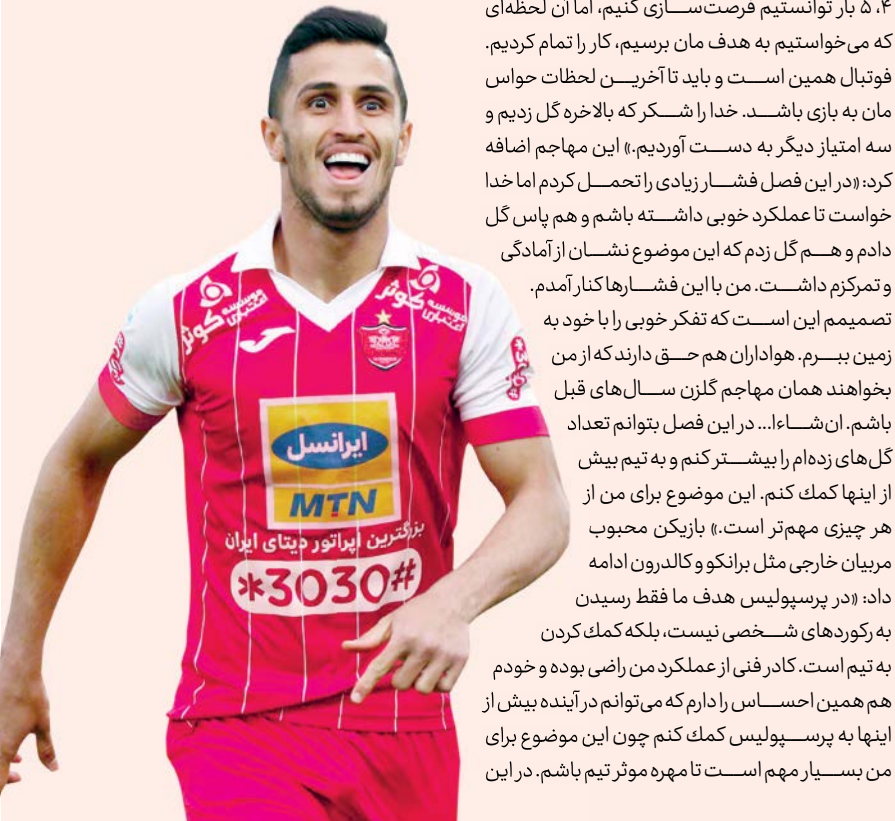 ۴، ۵ بار توانستیم فرصت‌سازی کنیم، اما آن لحظه‌ای
که می‌خواستیم به هدف مان برسیم، کار را تمام کردیم.
فوتبال همین است و باید تا آخرین لحظات حواس
مان به بازی باشد. خدا را شکر که بالاخره گل زدیم و
سه امتیاز دیگر به دست آوردیم.» این مهاجم اضافه
کرد: «در این فصل فشار زیادی را تحمل کردم اما خدا
خواست تا عملکرد خوبی داشته باشم و هم پاس گل
دادم و هم گل زدم که این موضوع نشان از آمادگی
و تمرکزم داشت. من با این فشارها کنار آمدم.
تصمیمم این است که تفکر خوبی را با خود به
زمین ببرم. هواداران هم حق دارند که از من
بخواهند همان مهاجم گلزن سال‌های قبل
باشم. ان‌شاءا... در این فصل بتوانم تعداد
گل‌های زده‌ام را بیشتر کنم و به تیم بیش
از اینها کمك کنم. این موضوع برای من از
هر چیزی مهم‌تر است.» بازیکن محبوب
مربیان خارجی مثل برانکو و کالدرون ادامه
داد: «در پرسپولیس هدف ما فقط رسیدن
به رکوردهای شخصی نیست، بلکه کمك کردن
به تیم است. کادر فنی از عملکرد من راضی بوده و خودم
هم همین احساس را دارم که می‌توانم در آینده بیش از
اینها به پرسپولیس کمك کنم چون این موضوع برای
من بسیار مهم است تا مهره موثر تیم باشم. در این
موسسه اعتباری کوثر
موسسه اعتباری کوثر
ایرانسل
MTN
بزرگترین اپراتور دیتای ایران
*3030#